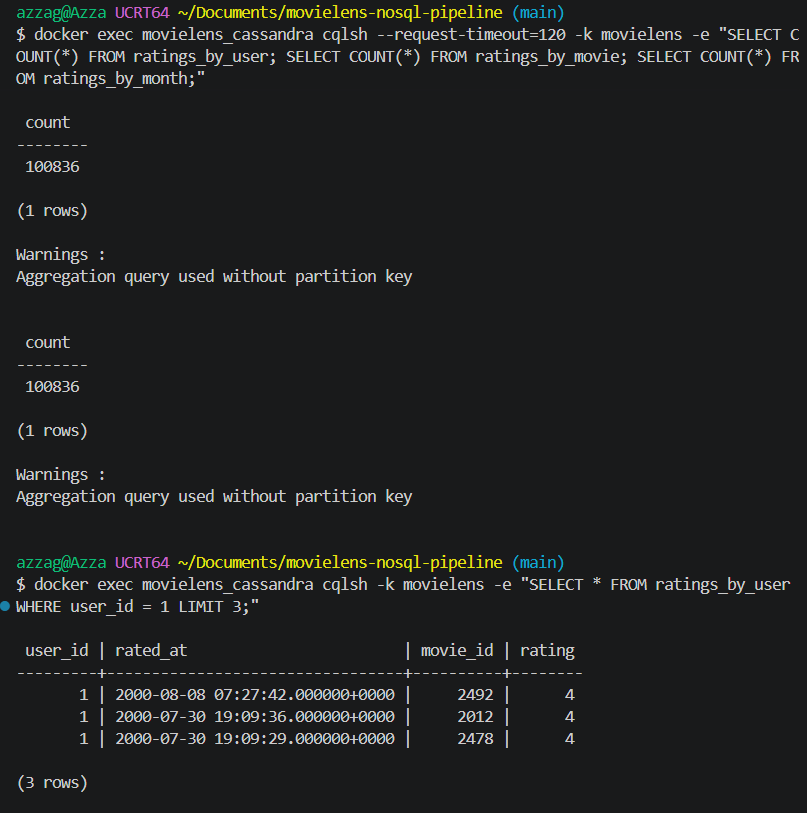 azzag@Azza UCRT64 ~/Documents/movielens-nosql-pipeline (main)
$ docker exec movielens_cassandra cqlsh --request-timeout=120 -k movielens -e "SELECT C
OUNT(*) FROM ratings_by_user; SELECT COUNT(*) FROM ratings_by_movie; SELECT COUNT(*) FR
OM ratings_by_month;"
count
--------
100836
(1 rows)
Warnings :
Aggregation query used without partition key
count
--------
100836
(1 rows)
Warnings :
Aggregation query used without partition key
azzag@Azza UCRT64 ~/Documents/movielens-nosql-pipeline (main)
$ docker exec movielens_cassandra cqlsh -k movielens -e "SELECT * FROM ratings_by_user
WHERE user_id = 1 LIMIT 3;"
user_id | rated_at                        | movie_id | rating
---------+---------------------------------+----------+--------
1 | 2000-08-08 07:27:42.000000+0000 |     2492 |      4
1 | 2000-07-30 19:09:36.000000+0000 |     2012 |      4
1 | 2000-07-30 19:09:29.000000+0000 |     2478 |      4
(3 rows)